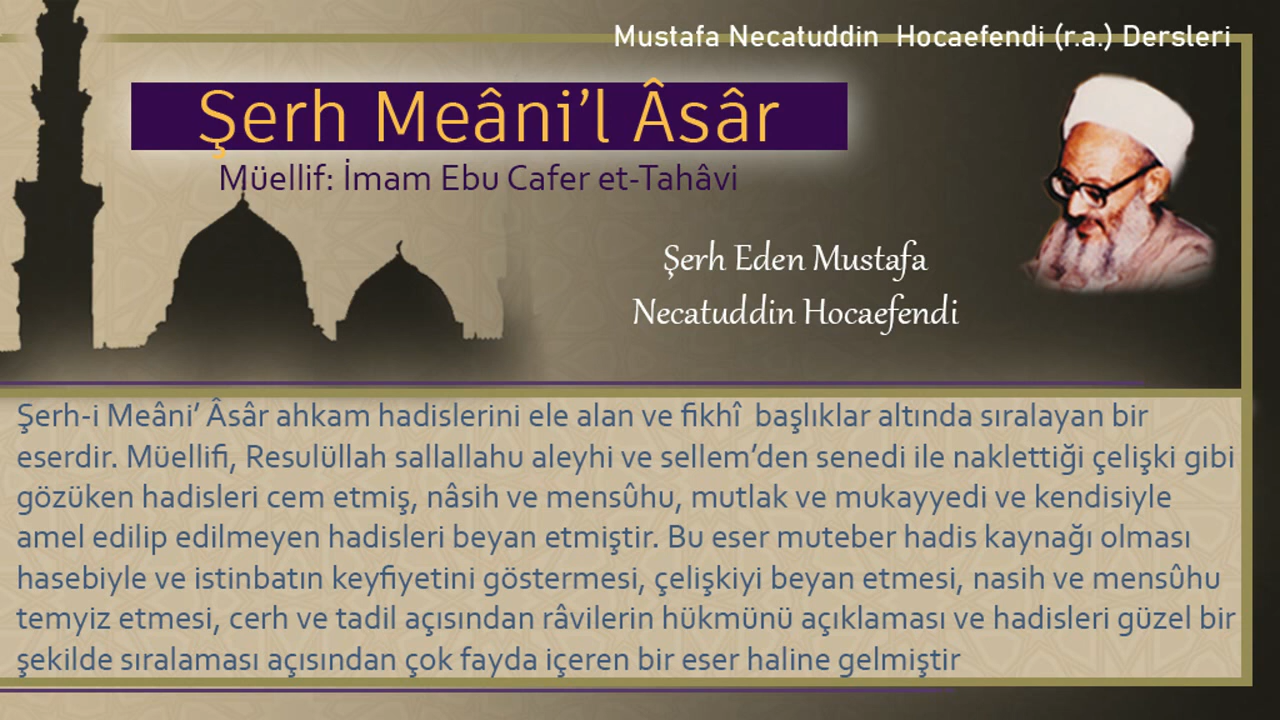 Mustafa Necatuddin Hocaefendi (r.a.) Dersleri
Şerh Meâni’l Âsâr
Müellif: İmam Ebu Cafer et-Tahâvi
Şerh Eden Mustafa
Necatuddin Hocaefendi
Şerh-i Meâni’ Âsâr ahkam hadislerini ele alan ve fikhî başlıklar altında sıralayan bir
eserdir. Müellifi, Resulüllah sallallahu aleyhi ve sellem’den senedi ile naklettiği çelişki gibi
gözüken hadisleri cem etmiş, nâsih ve mensûhu, mutlak ve mukayyedi ve kendisiyle
amel edilip edilmeyen hadisleri beyan etmiştir. Bu eser muteber hadis kaynağı olması
hasebiyle ve istinbatın keyfiyetini göstermesi, çelişkiyi beyan etmesi, nasih ve mensûhu
temyiz etmesi, cerh ve tadil açısından râvilerin hükmünü açıklaması ve hadisleri güzel bir
şekilde sıralaması açısından çok fayda içeren bir eser haline gelmiştir